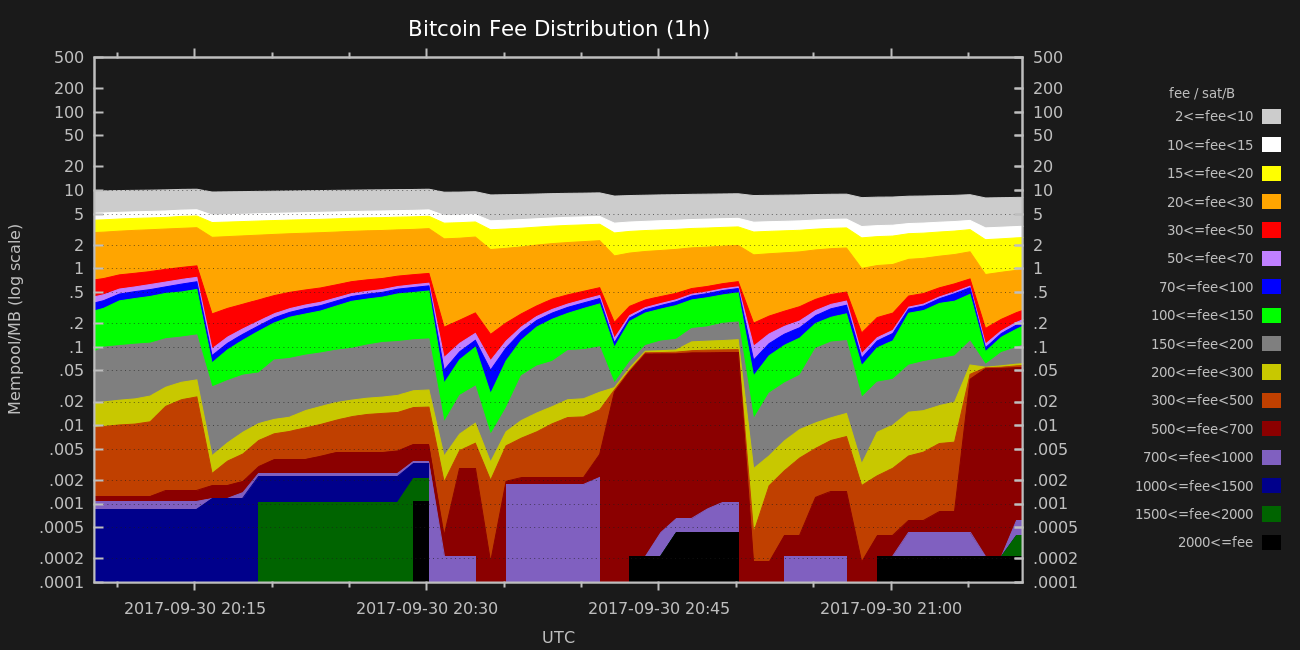 Bitcoin Fee Distribution (1h)
Mempool/MB (log scale)
500
200
100
50
20
10
5
2
1
.5
.2
.1
.05
.02
.01
.005
.002
.001
.0005
.0002
.0001
500
200
100
50
20
10
5
2
1
.5
.2
.1
.05
.02
.01
.005
.002
.001
.0005
.0002
.0001
2017-09-30 20:15
2017-09-30 20:30
2017-09-30 20:45
2017-09-30 21:00
UTC
fee / sat/B
2<=fee<10
10<=fee<15
15<=fee<20
20<=fee<30
30<=fee<50
50<=fee<70
70<=fee<100
100<=fee<150
150<=fee<200
200<=fee<300
300<=fee<500
500<=fee<700
700<=fee<1000
1000<=fee<1500
1500<=fee<2000
2000<=fee